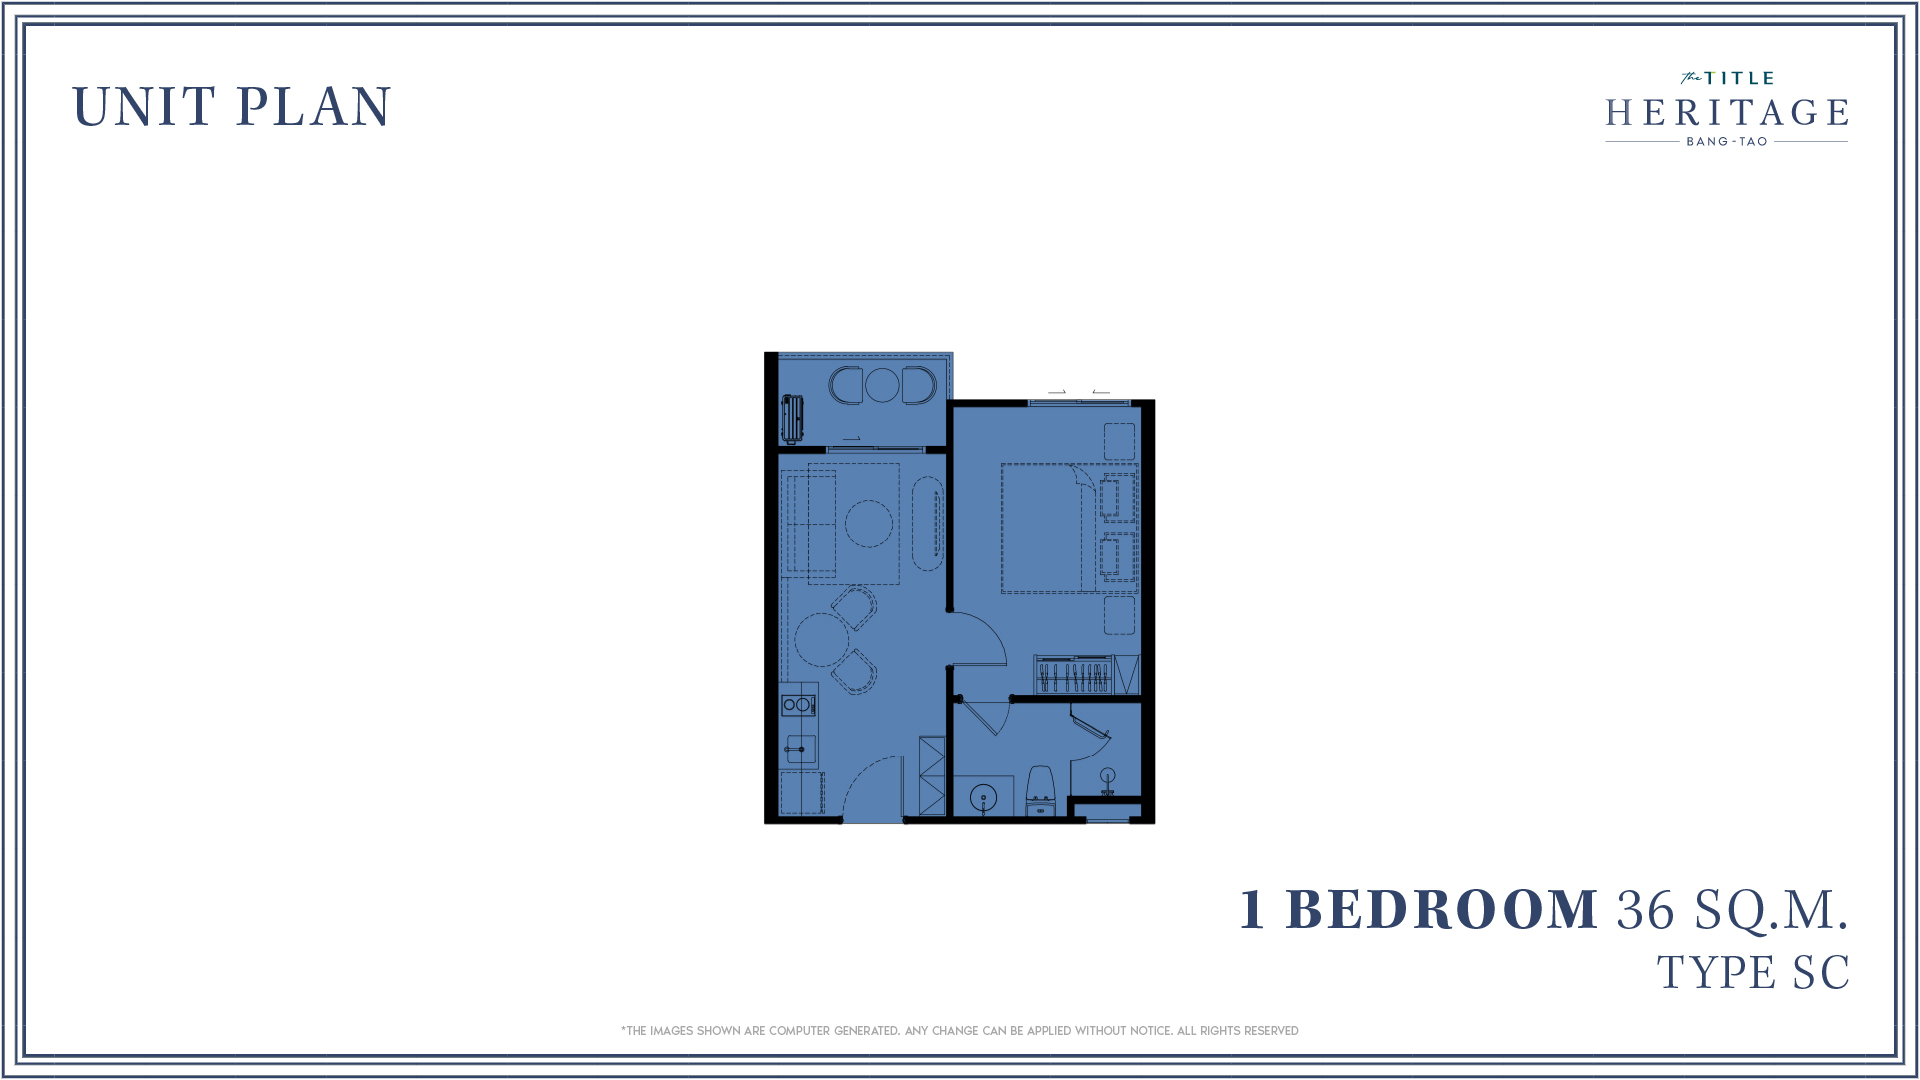 UNIT PLAN
the TITLE
HERITAGE
BANG-TAO
1 BEDROOM 36 SQ.M.
TYPE SC
*THE IMAGES SHOWN ARE COMPUTER GENERATED. ANY CHANGE CAN BE APPLIED WITHOUT NOTICE. ALL RIGHTS RESERVED